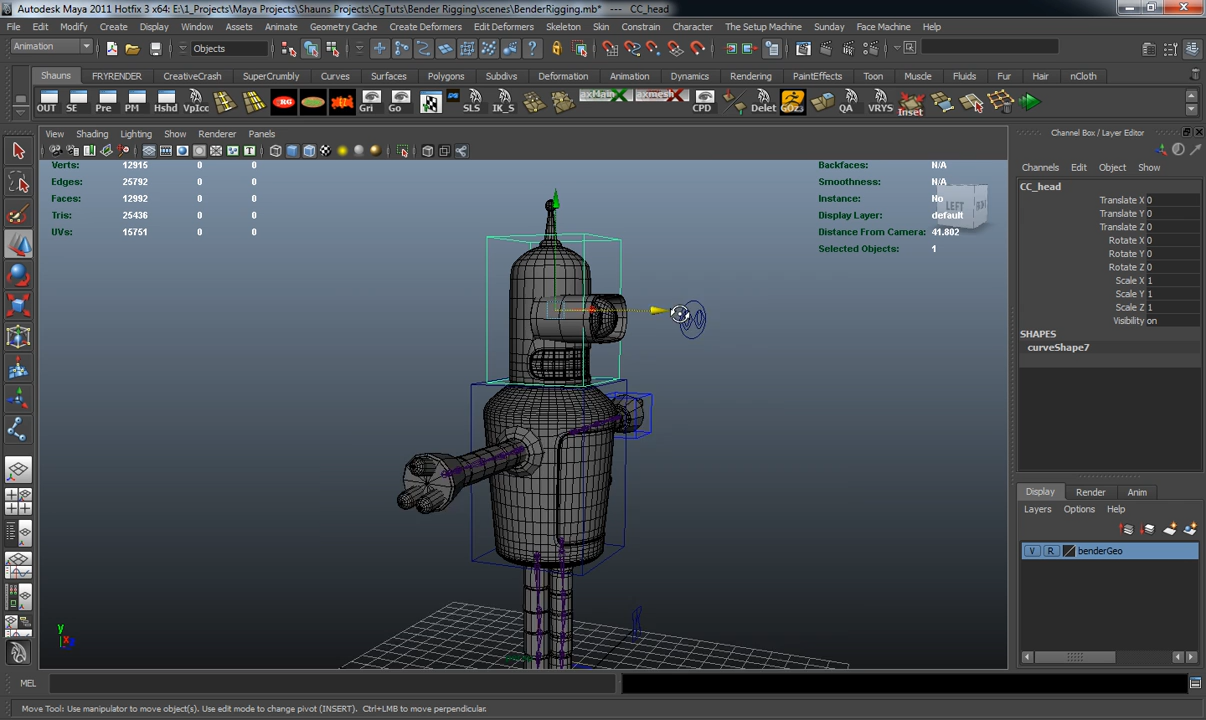 Autodesk Maya 2011 Hotfix 3 x64: E:\1_Projects\Maya Projects\Shauns Projects\CgTuts\Bender Rigging\scenes\BenderRigging.mb* --- CC_head
File Edit Modify Create Display Window Assets Animate Geometry Cache Create Deformers Edit Deformers Skeleton Skin Constrain Character The Setup Machine Sunday Face Machine Help
Animation Objects
Shauns FRYRENDER CreativeCrash SuperCrumbly Curves Surfaces Polygons Subdivs Deformation Animation Dynamics Rendering PaintEffects Toon Muscle Fluids Fur Hair nCloth
OUT SE Pre PM Hshd VpIcc Gri Go SLS IK_S axMain axmesh CPD Delet GOz3 QA VRYS Inset
View Shading Lighting Show Renderer Panels
Channel Box / Layer Editor
Channels Edit Object Show
Verts: 12915 0 0
Edges: 25792 0 0
Faces: 12992 0 0
Tris: 25436 0 0
UVs: 15751 0 0
Backfaces: N/A
Smoothness: N/A
Instance: No
Display Layer: default
Distance From Camera: 41.802
Selected Objects: 1
LEFT
CC_head
Translate X 0
Translate Y 0
Translate Z 0
Rotate X 0
Rotate Y 0
Rotate Z 0
Scale X 1
Scale Y 1
Scale Z 1
Visibility on
SHAPES
curveShape7
Display Render Anim
Layers Options Help
V R benderGeo
y
x
MEL
Move Tool: Use manipulator to move object(s). Use edit mode to change pivot (INSERT). Ctrl+LMB to move perpendicular.